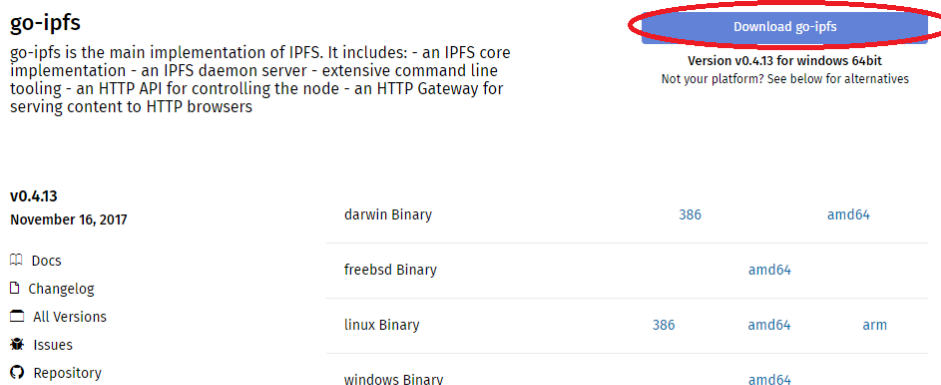 go-ipfs
Download go-ipfs
go-ipfs is the main implementation of IPFS. It includes: - an IPFS core
implementation - an IPFS daemon server - extensive command line
tooling - an HTTP API for controlling the node - an HTTP Gateway for
serving content to HTTP browsers
Version v0.4.13 for windows 64bit
Not your platform? See below for alternatives
v0.4.13
November 16, 2017
Docs
Changelog
All Versions
Issues
Repository
darwin Binary 386 amd64
freebsd Binary amd64
linux Binary 386 amd64 arm
windows Binary amd64